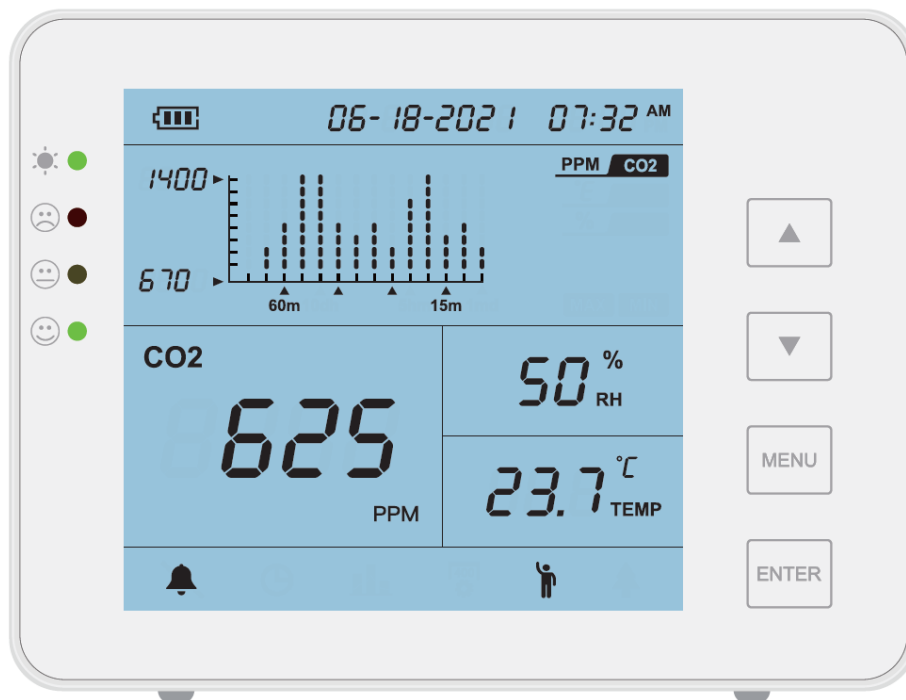 06-18-2021 07:32 AM
PPM CO2
1400
670
60m 15m
CO2
625
PPM
50 % RH
23.7 °C TEMP
MENU
ENTER